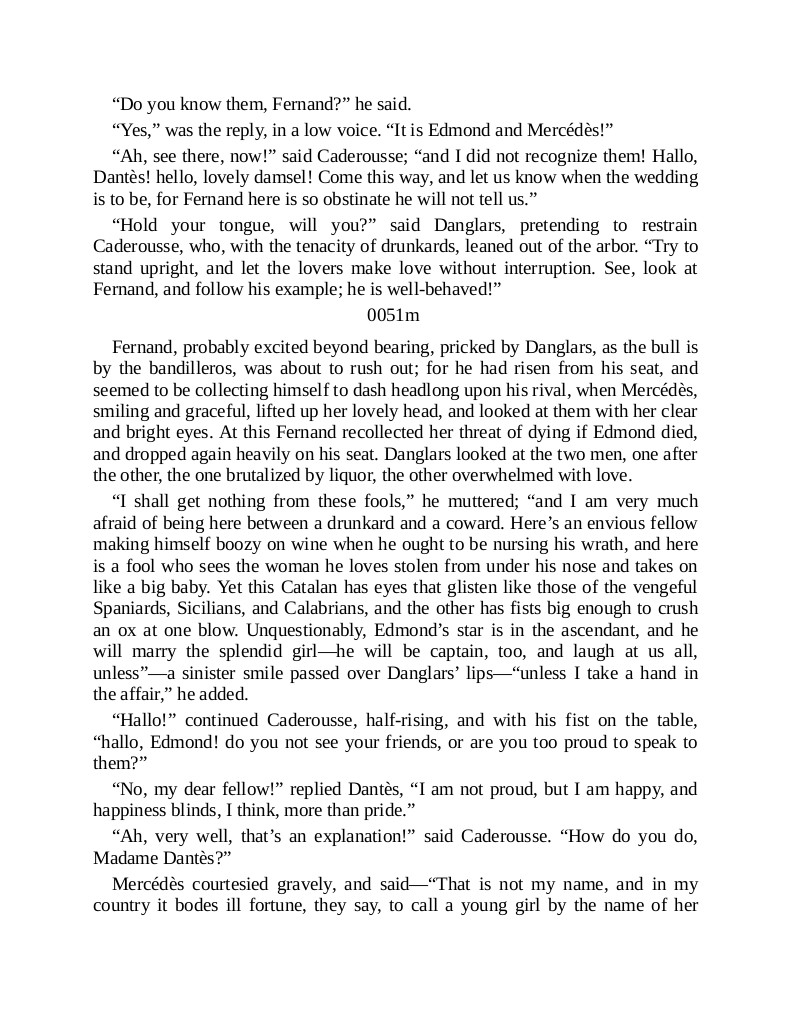 “Do you know them, Fernand?” he said.
“Yes,” was the reply, in a low voice. “It is Edmond and Mercédès!”
“Ah, see there, now!” said Caderousse; “and I did not recognize them! Hallo,
Dantès! hello, lovely damsel! Come this way, and let us know when the wedding
is to be, for Fernand here is so obstinate he will not tell us.”
“Hold your tongue, will you?” said Danglars, pretending to restrain
Caderousse, who, with the tenacity of drunkards, leaned out of the arbor. “Try to
stand upright, and let the lovers make love without interruption. See, look at
Fernand, and follow his example; he is well-behaved!”
0051m
Fernand, probably excited beyond bearing, pricked by Danglars, as the bull is
by the bandilleros, was about to rush out; for he had risen from his seat, and
seemed to be collecting himself to dash headlong upon his rival, when Mercédès,
smiling and graceful, lifted up her lovely head, and looked at them with her clear
and bright eyes. At this Fernand recollected her threat of dying if Edmond died,
and dropped again heavily on his seat. Danglars looked at the two men, one after
the other, the one brutalized by liquor, the other overwhelmed with love.
“I shall get nothing from these fools,” he muttered; “and I am very much
afraid of being here between a drunkard and a coward. Here’s an envious fellow
making himself boozy on wine when he ought to be nursing his wrath, and here
is a fool who sees the woman he loves stolen from under his nose and takes on
like a big baby. Yet this Catalan has eyes that glisten like those of the vengeful
Spaniards, Sicilians, and Calabrians, and the other has fists big enough to crush
an ox at one blow. Unquestionably, Edmond’s star is in the ascendant, and he
will marry the splendid girl—he will be captain, too, and laugh at us all,
unless”—a sinister smile passed over Danglars’ lips—“unless I take a hand in
the affair,” he added.
“Hallo!” continued Caderousse, half-rising, and with his fist on the table,
“hallo, Edmond! do you not see your friends, or are you too proud to speak to
them?”
“No, my dear fellow!” replied Dantès, “I am not proud, but I am happy, and
happiness blinds, I think, more than pride.”
“Ah, very well, that’s an explanation!” said Caderousse. “How do you do,
Madame Dantès?”
Mercédès courtesied gravely, and said—“That is not my name, and in my
country it bodes ill fortune, they say, to call a young girl by the name of her